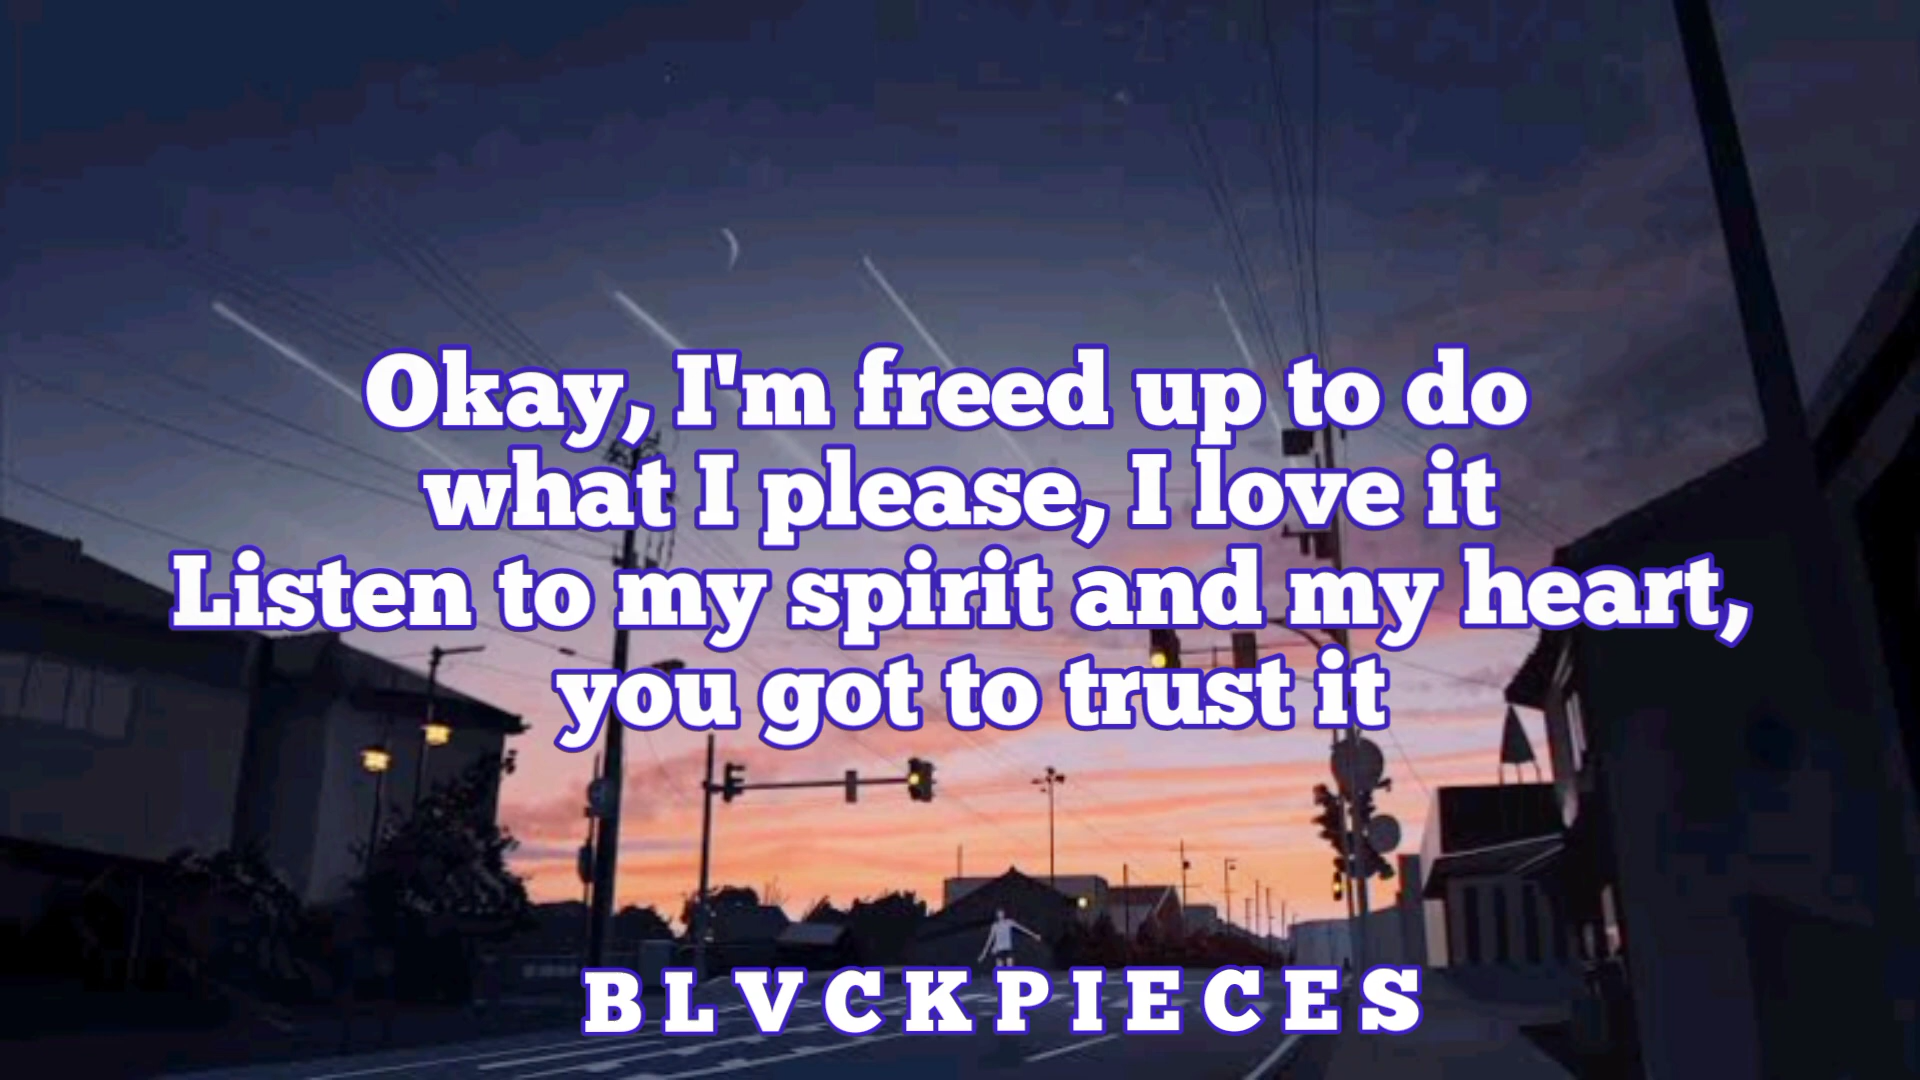 Okay, I'm freed up to do
what I please, I love it
Listen to my spirit and my heart,
you got to trust it
BLVCKPIECES